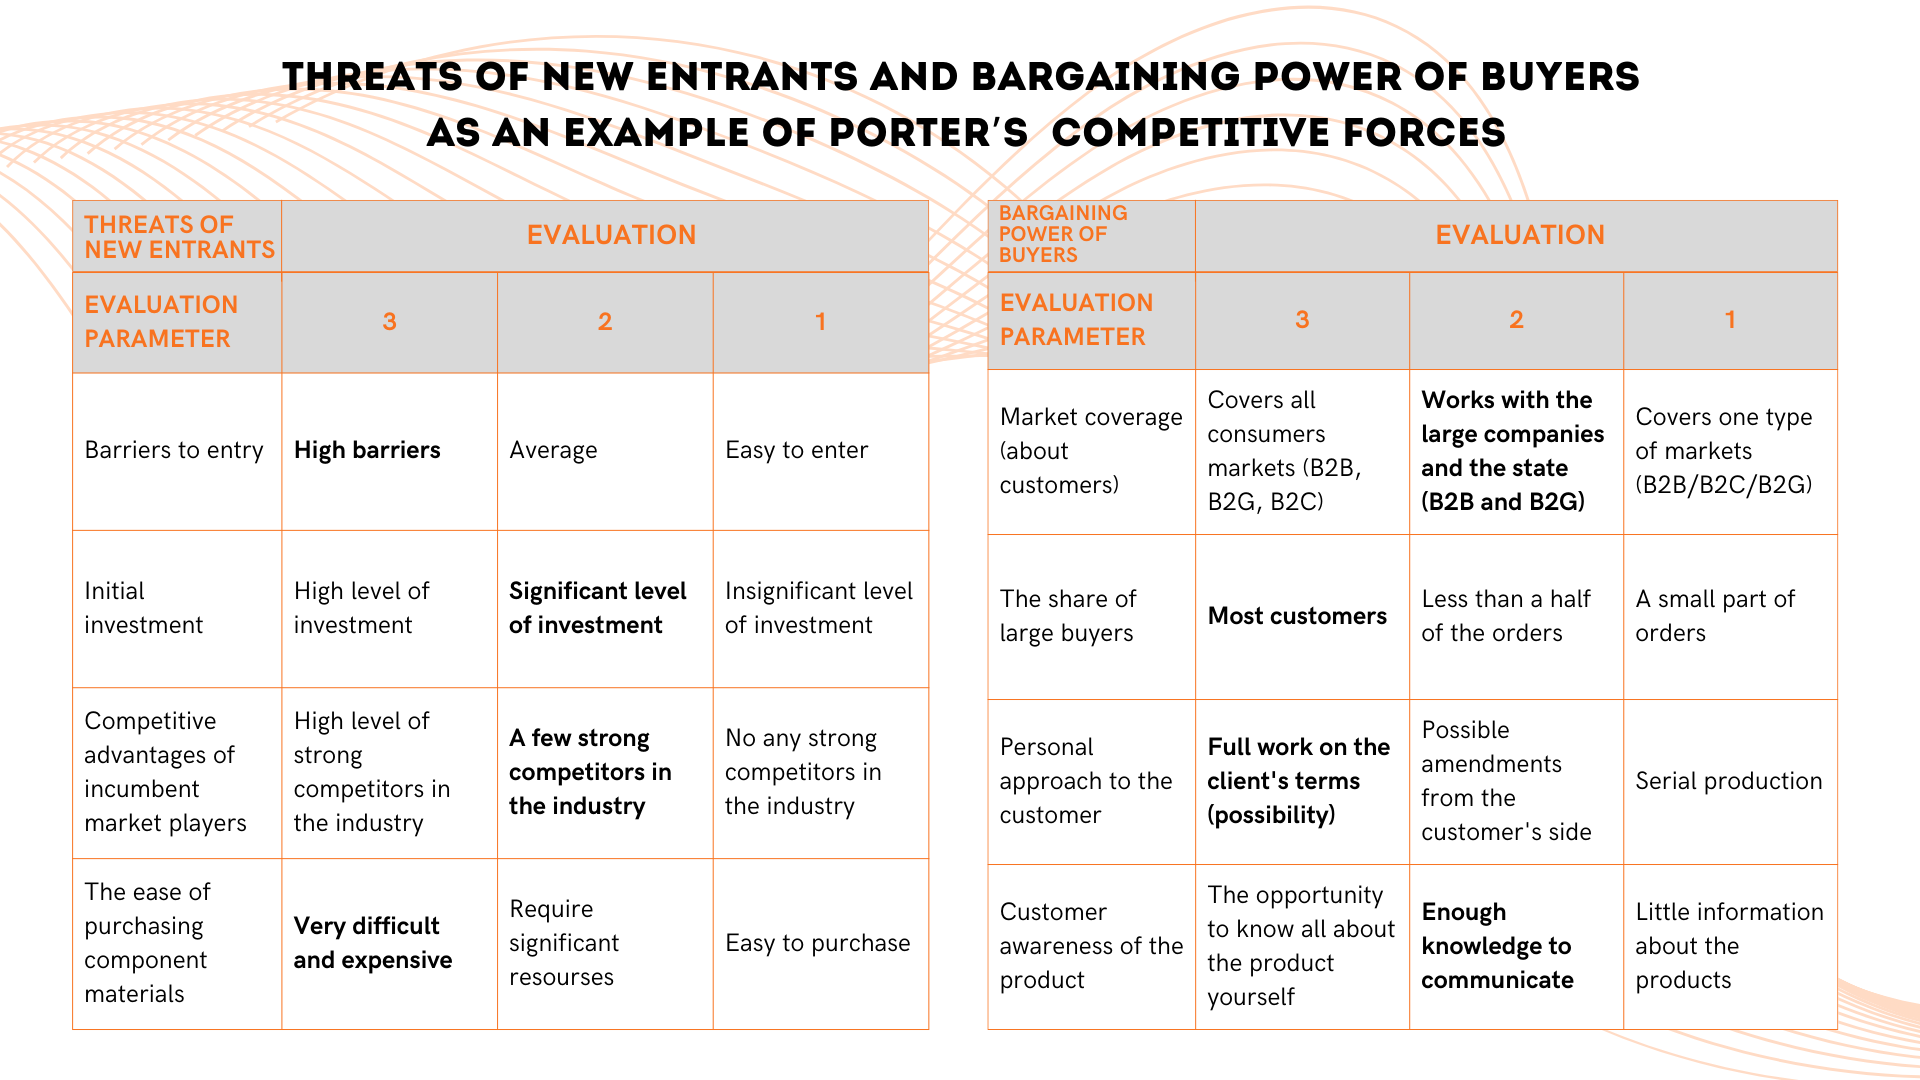 THREATS OF NEW ENTRANTS AND BARGAINING POWER OF BUYERS
AS AN EXAMPLE OF PORTER'S COMPETITIVE FORCES
THREATS OF
NEW ENTRANTS
EVALUATION
EVALUATION
PARAMETER
3
2
1
Barriers to entry
High barriers
Average
Easy to enter
Initial
investment
High level of
investment
Significant level
of investment
Insignificant level
of investment
Competitive
advantages of
incumbent
market players
High level of
strong
competitors in
the industry
A few strong
competitors in
the industry
No any strong
competitors in
the industry
The ease of
purchasing
component
materials
Very difficult
and expensive
Require
significant
resourses
Easy to purchase
BARGAINING
POWER OF
BUYERS
EVALUATION
EVALUATION
PARAMETER
3
2
1
Market coverage
(about
customers)
Covers all
consumers
markets (B2B,
B2G, B2C)
Works with the
large companies
and the state
(B2B and B2G)
Covers one type
of markets
(B2B/B2C/B2G)
The share of
large buyers
Most customers
Less than a half
of the orders
A small part of
orders
Personal
approach to the
customer
Full work on the
client's terms
(possibility)
Possible
amendments
from the
customer's side
Serial production
Customer
awareness of the
product
The opportunity
to know all about
the product
yourself
Enough
knowledge to
communicate
Little information
about the
products